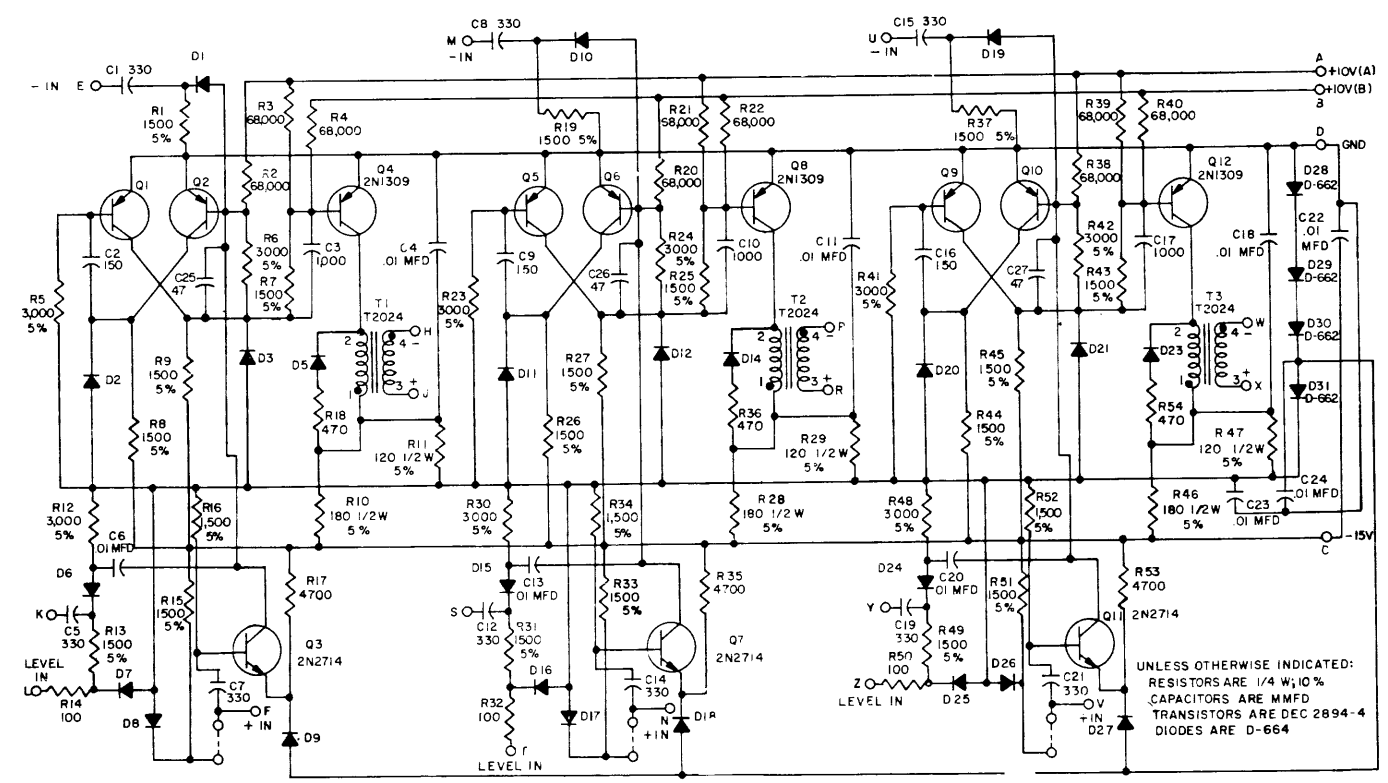 C1 330
- IN E
D1
R1
1500
5%
C8 330
M
-IN
D10
C15 330
U
-IN
D19
A
+10V(A)
+10V(B)
B
D
GND
R3
68,000
R4
68,000
R19
1500 5%
R21
68,000
R22
68,000
R37
1500 5%
R39
68,000
R40
68,000
Q1
Q2
R2
68,000
Q4
2N1309
Q5
Q6
R20
68,000
Q8
2N1309
Q9
Q10
R38
68,000
Q12
2N1309
D28
D-662
C2
150
R6
3000
5%
R7
1500
5%
C25
47
C3
1,000
C4
.01 MFD
C9
150
C26
47
R24
3000
5%
R25
1500
5%
C10
1000
C11
.01 MFD
R41
3000
5%
C16
150
C27
47
R42
3000
5%
R43
1500
5%
C17
1000
C18
.01 MFD
C22
.01
MFD
D29
D-662
R5
3,000
5%
R23
3000
5%
T1
T2024
2
4 -
H
1
3 +
J
T2
T2024
2
4 -
P
1
3 +
R
T3
T2024
2
4 -
W
1
3 +
X
D30
D-662
D31
D-662
D2
R9
1500
5%
D3
D5
R18
470
D11
R27
1500
5%
D12
D14
R36
470
D20
R45
1500
5%
D21
D23
R54
470
R8
1500
5%
R11
120 1/2W
5%
R26
1500
5%
R29
120 1/2W
5%
R44
1500
5%
R47
120 1/2W
5%
R12
3,000
5%
R16
1,500
5%
R10
180 1/2W
5%
R30
3000
5%
R34
1,500
5%
R28
180 1/2W
5%
R48
3000
5%
R52
1,500
5%
R46
180 1/2W
5%
C23
.01 MFD
C24
.01 MFD
-15V
C
C6
.01 MFD
D6
K
C5
330
R13
1500
5%
R15
1500
5%
R17
4700
D15
C13
.01 MFD
S
C12
330
R31
1500
5%
R33
1500
5%
R35
4700
D24
C20
.01 MFD
Y
C19
330
R49
1500
5%
R51
1500
5%
R53
4700
Q3
2N2714
Q7
2N2714
Q11
2N2714
LEVEL
IN
L
R14
100
D7
D8
C7
330
F
+ IN
D9
R32
100
D16
D17
C14
330
N
+IN
D18
T
LEVEL IN
R50
100
Z
LEVEL IN
D25
D26
C21
330
V
+IN
D27
UNLESS OTHERWISE INDICATED:
RESISTORS ARE 1/4 W; 10%
CAPACITORS ARE MMFD
TRANSISTORS ARE DEC 2894-4
DIODES ARE D-664